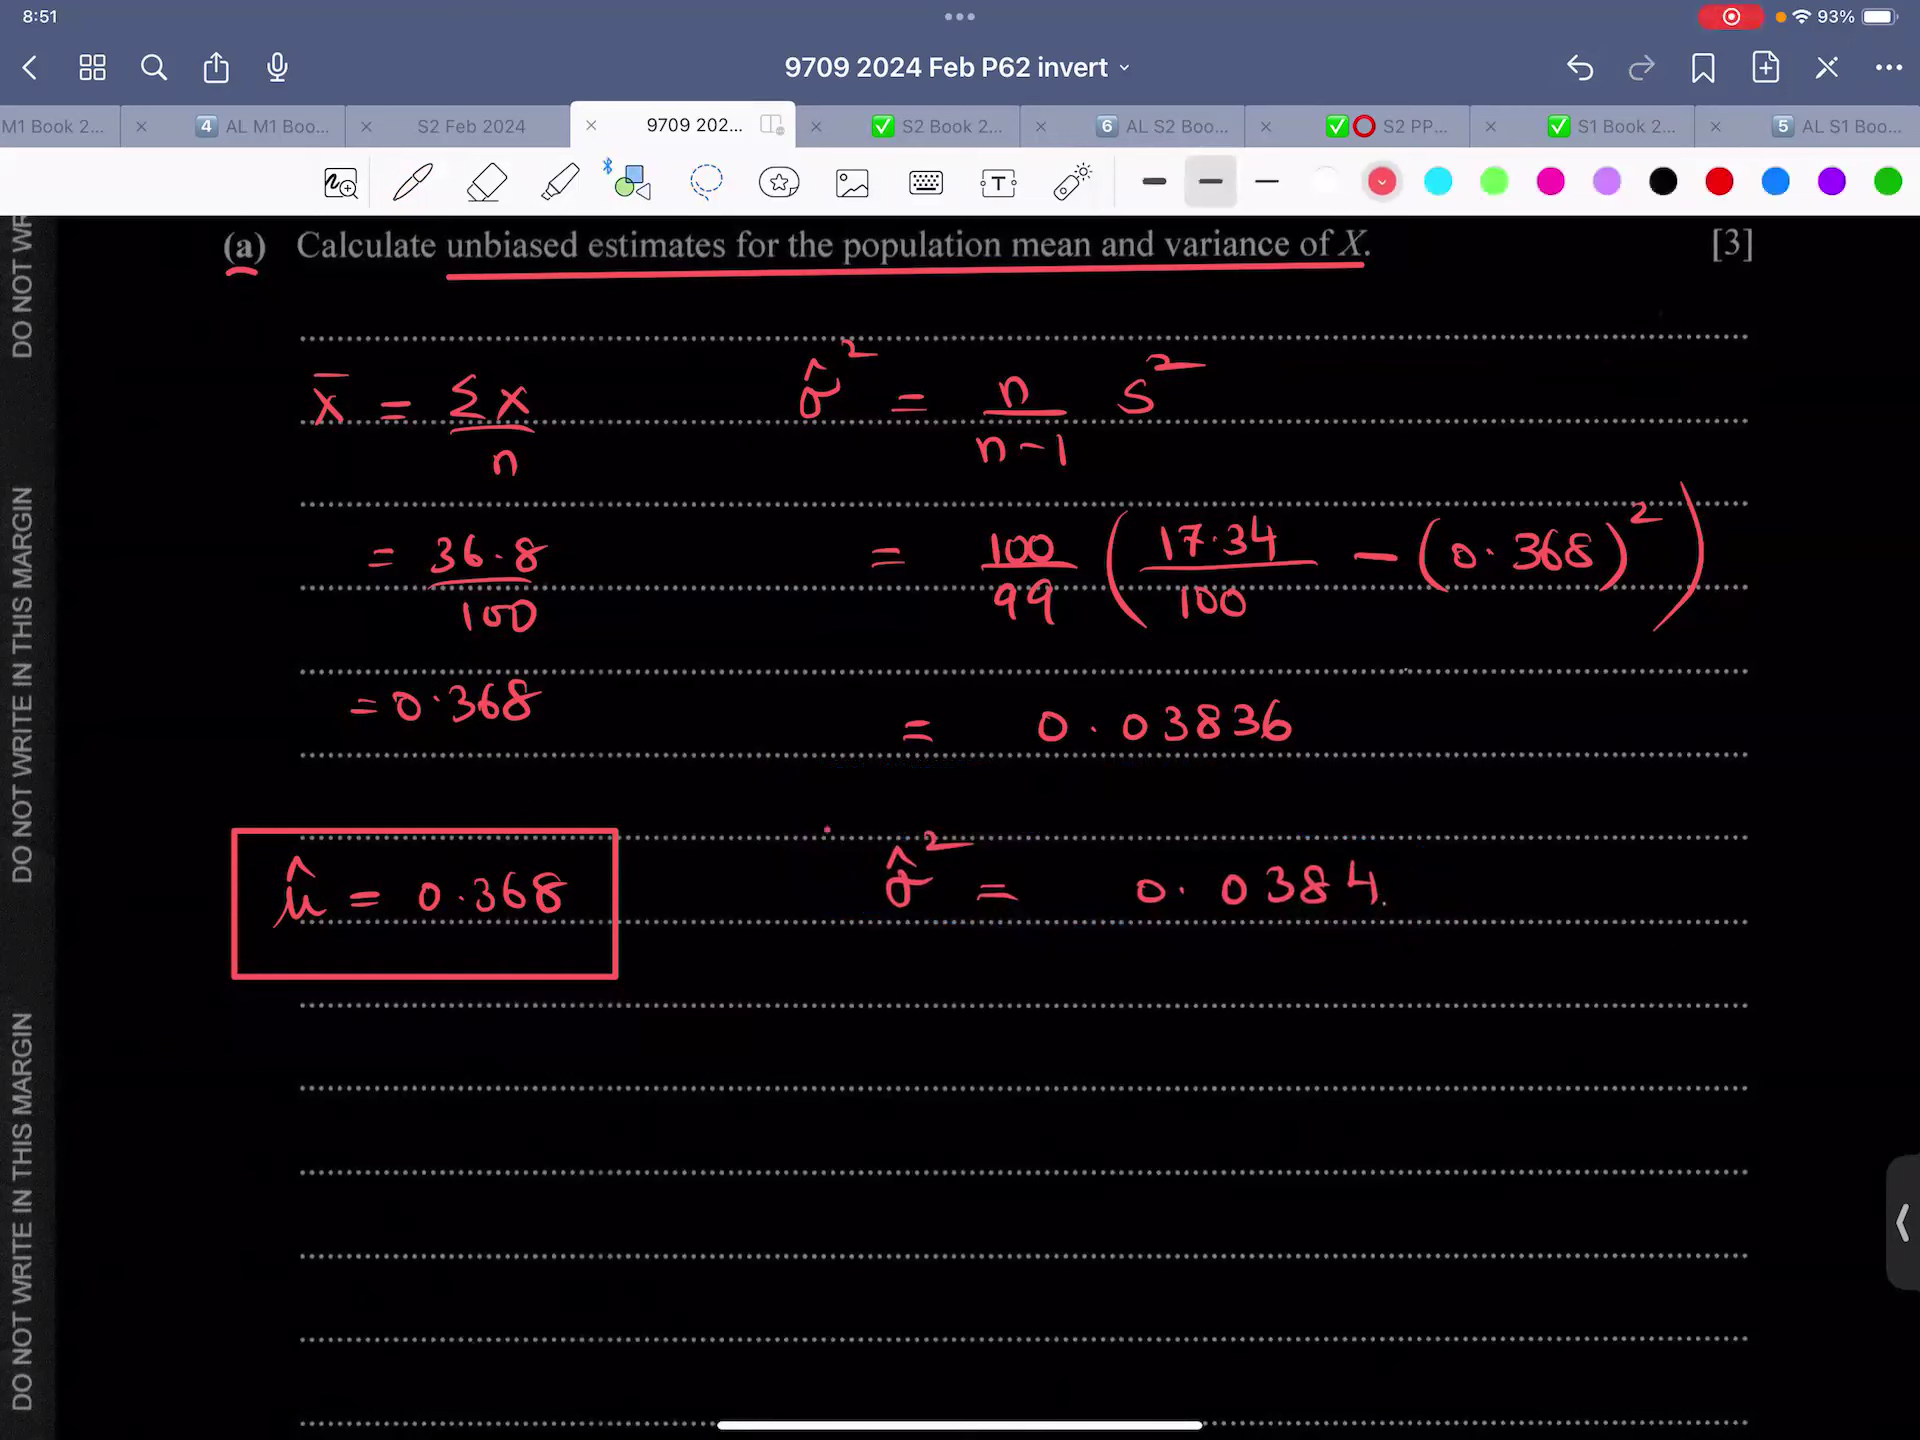 8:51
93%
9709 2024 Feb P62 invert
M1 Book 2...
4 AL M1 Boo...
S2 Feb 2024
9709 202...
S2 Book 2...
6 AL S2 Boo...
S2 PP...
S1 Book 2...
5 AL S1 Boo...
DO NOT WR
DO NOT WRITE IN THIS MARGIN
DO NOT WRITE IN THIS MARGIN
(a) Calculate unbiased estimates for the population mean and variance of X. [3]
x̄ = Σx/n
σ̂² = n/(n-1) s²
= 36.8/100
= 100/99 (17.34/100 - (0.368)²)
= 0.368
= 0.03836
μ̂ = 0.368
σ̂² = 0.0384.